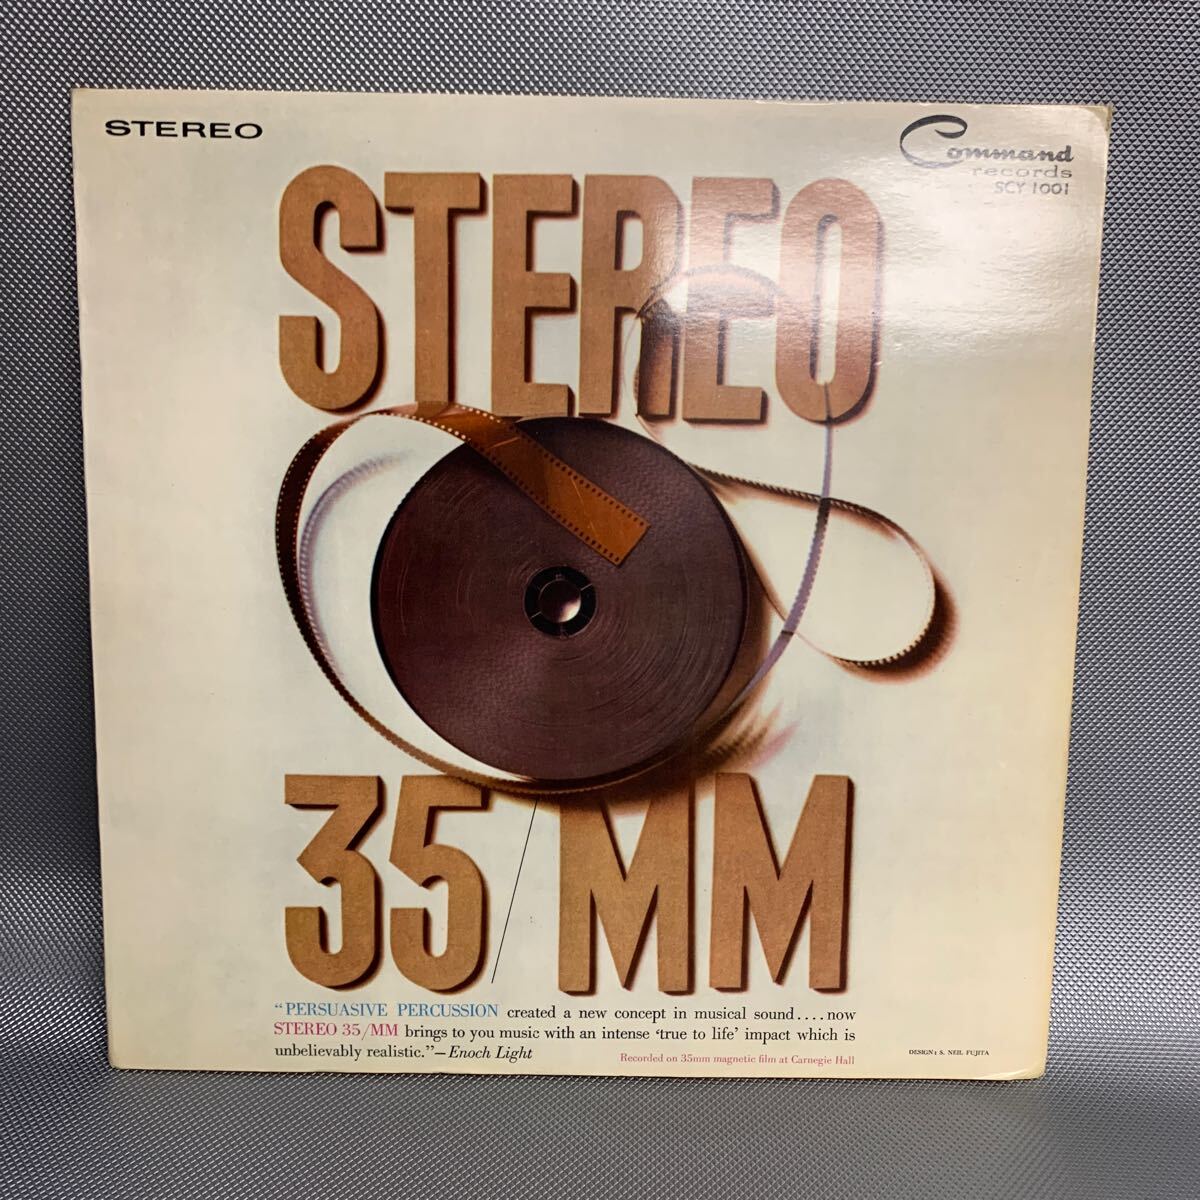 STEREO
Command
records
SCY 1001
STEREO
35/MM
“PERSUASIVE PERCUSSION created a new concept in musical sound....now
STEREO 35/MM brings to you music with an intense ‘true to life’ impact which is
unbelievably realistic.”—Enoch Light
Recorded on 35mm magnetic film at Carnegie Hall
DESIGN: S. NEIL FUJITA